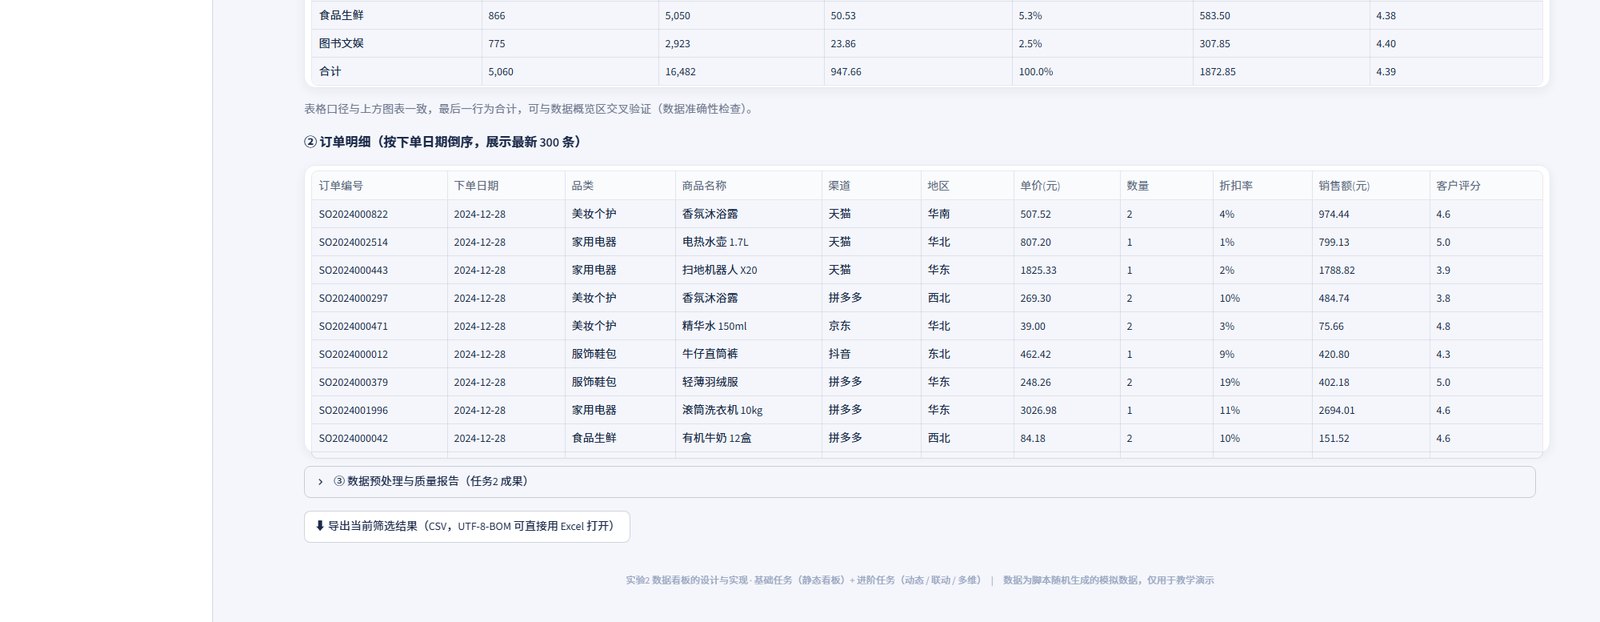 食品生鲜 866 5,050 50.53 5.3% 583.50 4.38
图书文娱 775 2,923 23.86 2.5% 307.85 4.40
合计 5,060 16,482 947.66 100.0% 1872.85 4.39
表格口径与上方图表一致，最后一行为合计，可与数据概览区交叉验证（数据准确性检查）。
② 订单明细（按下单日期倒序，展示最新 300 条）
订单编号 下单日期 品类 商品名称 渠道 地区 单价(元) 数量 折扣率 销售额(元) 客户评分
SO2024000822 2024-12-28 美妆个护 香氛沐浴露 天猫 华南 507.52 2 4% 974.44 4.6
SO2024002514 2024-12-28 家用电器 电热水壶 1.7L 天猫 华北 807.20 1 1% 799.13 5.0
SO2024000443 2024-12-28 家用电器 扫地机器人 X20 天猫 华东 1825.33 1 2% 1788.82 3.9
SO2024000297 2024-12-28 美妆个护 香氛沐浴露 拼多多 西北 269.30 2 10% 484.74 3.8
SO2024000471 2024-12-28 美妆个护 精华水 150ml 京东 华北 39.00 2 3% 75.66 4.8
SO2024000012 2024-12-28 服饰鞋包 牛仔直筒裤 抖音 东北 462.42 1 9% 420.80 4.3
SO2024000379 2024-12-28 服饰鞋包 轻薄羽绒服 拼多多 华东 248.26 2 19% 402.18 5.0
SO2024001996 2024-12-28 家用电器 滚筒洗衣机 10kg 拼多多 华东 3026.98 1 11% 2694.01 4.6
SO2024000042 2024-12-28 食品生鲜 有机牛奶 12盒 拼多多 西北 84.18 2 10% 151.52 4.6
③ 数据预处理与质量报告（任务2 成果）
⬇ 导出当前筛选结果（CSV，UTF-8-BOM 可直接用 Excel 打开）
实验2 数据看板的设计与实现 · 基础任务（静态看板）+ 进阶任务（动态 / 联动 / 多维） ｜ 数据为脚本随机生成的模拟数据，仅用于教学演示